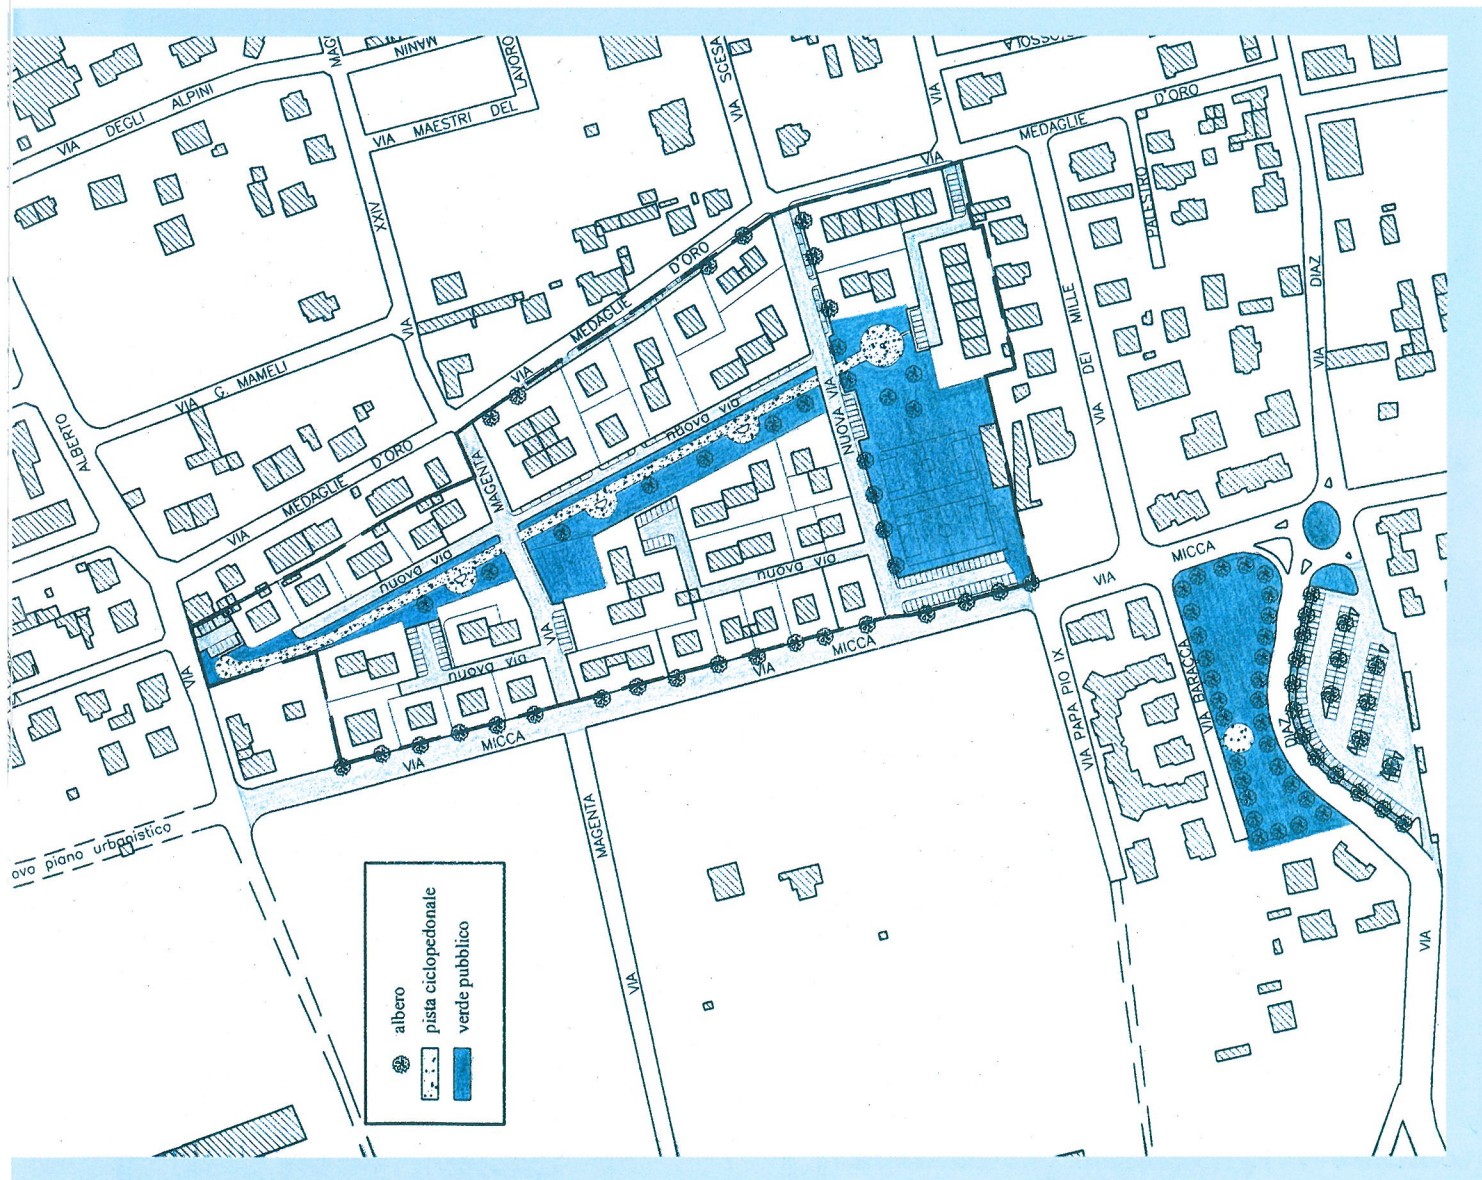 MANIN
VIA DEGLI ALPINI
VIA MAESTRI DEL LAVORO
VIA SCESA
VIA
VIA MEDAGLIE D'ORO
PALESTRO
XXIV
VIA
VIA G. MAMELI
ALBERTO
VIA
VIA MEDAGLIE D'ORO
VIA MEDAGLIE D'ORO
MAGENTA
VIA
nuova via
nuova via
nuova via
nuova via
NUOVA VIA
VIA DEI MILLE
VIA DIAZ
VIA MICCA
VIA MICCA
VIA MICCA
VIA PAPA PIO IX
VIA BARACCA
DIAZ
VIA
VIA MAGENTA
piano urbanistico
albero
pista ciclopedonale
verde pubblico